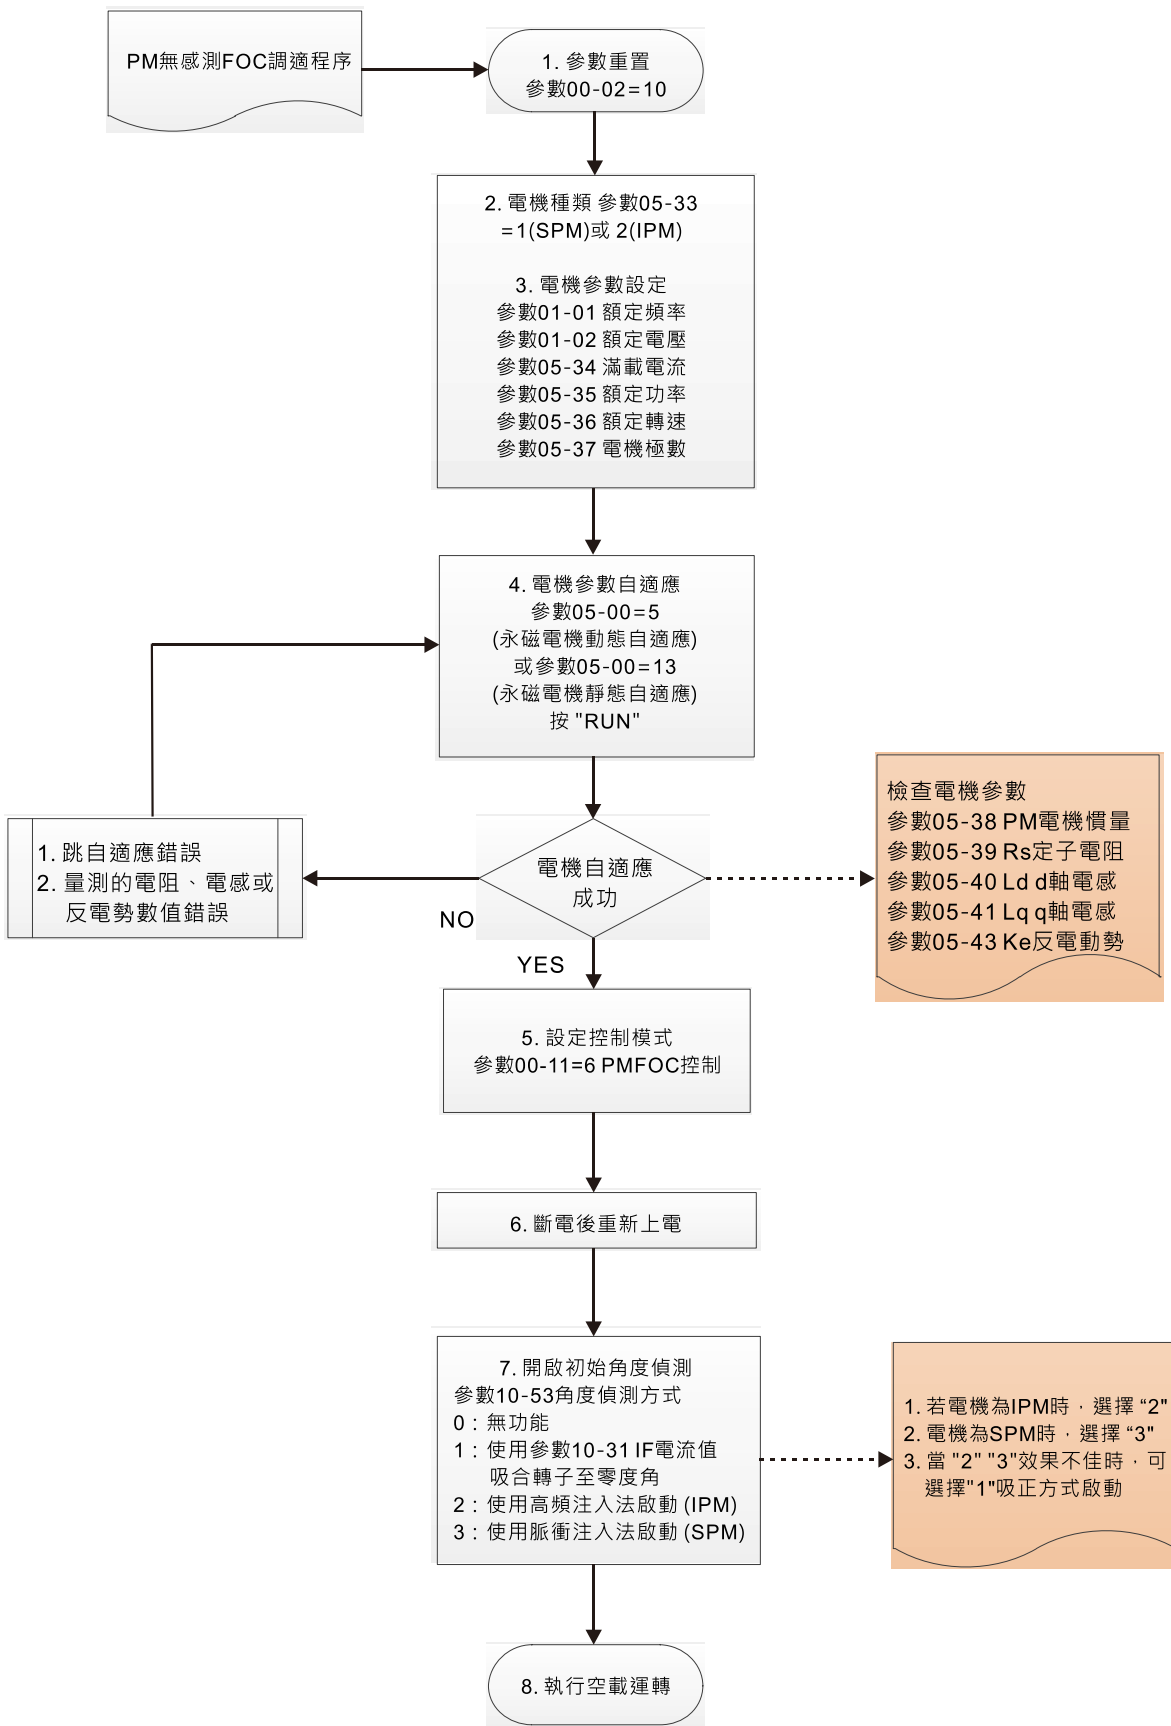 PM無感測FOC調適程序
1. 參數重置
參數00-02=10
2. 電機種類 參數05-33
=1(SPM)或 2(IPM)
3. 電機參數設定
參數01-01 額定頻率
參數01-02 額定電壓
參數05-34 滿載電流
參數05-35 額定功率
參數05-36 額定轉速
參數05-37 電機極數
4. 電機參數自適應
參數05-00=5
(永磁電機動態自適應)
或參數05-00=13
(永磁電機靜態自適應)
按 "RUN"
1. 跳自適應錯誤
2. 量測的電阻、電感或
反電勢數值錯誤
電機自適應
成功
NO
YES
檢查電機參數
參數05-38 PM電機慣量
參數05-39 Rs定子電阻
參數05-40 Ld d軸電感
參數05-41 Lq q軸電感
參數05-43 Ke反電動勢
5. 設定控制模式
參數00-11=6 PMFOC控制
6. 斷電後重新上電
7. 開啟初始角度偵測
參數10-53角度偵測方式
0：無功能
1：使用參數10-31 IF電流值
吸合轉子至零度角
2：使用高頻注入法啟動 (IPM)
3：使用脈衝注入法啟動 (SPM)
1. 若電機為IPM時，選擇 “2"
2. 電機為SPM時，選擇 “3"
3. 當 "2" "3"效果不佳時，可
選擇"1"吸正方式啟動
8. 執行空載運轉